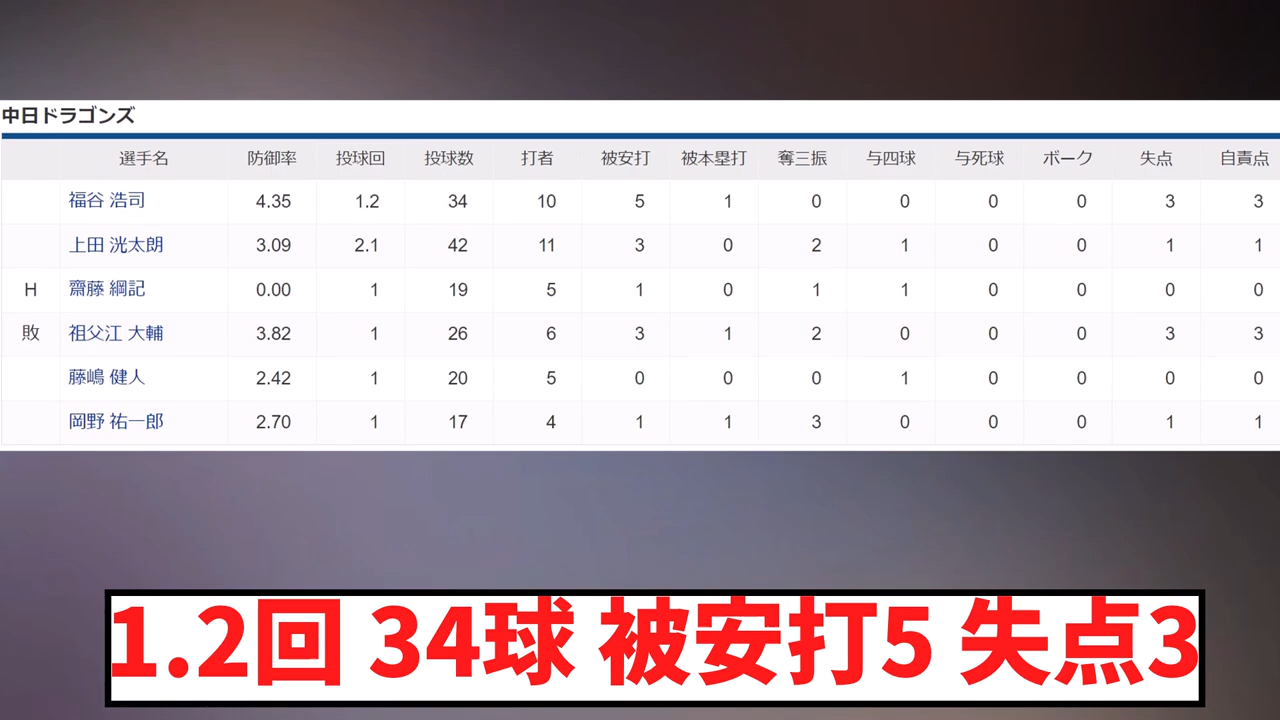 中日ドラゴンズ
選手名 防御率 投球回 投球数 打者 被安打 被本塁打 奪三振 与四球 与死球 ボーク 失点 自責点
福谷 浩司 4.35 1.2 34 10 5 1 0 0 0 0 3 3
上田 洸太朗 3.09 2.1 42 11 3 0 2 1 0 0 1 1
H 齋藤 綱記 0.00 1 19 5 1 0 1 1 0 0 0 0
敗 祖父江 大輔 3.82 1 26 6 3 1 2 0 0 0 3 3
藤嶋 健人 2.42 1 20 5 0 0 0 1 0 0 0 0
岡野 祐一郎 2.70 1 17 4 1 1 3 0 0 0 1 1
1.2回 34球 被安打5 失点3